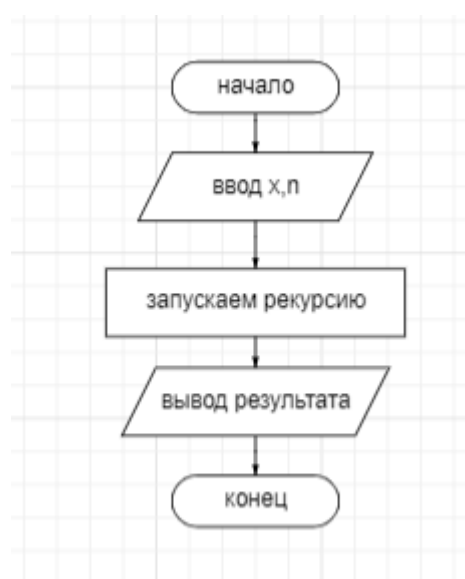 начало
ввод x,n
запускаем рекурсию
вывод результата
конец